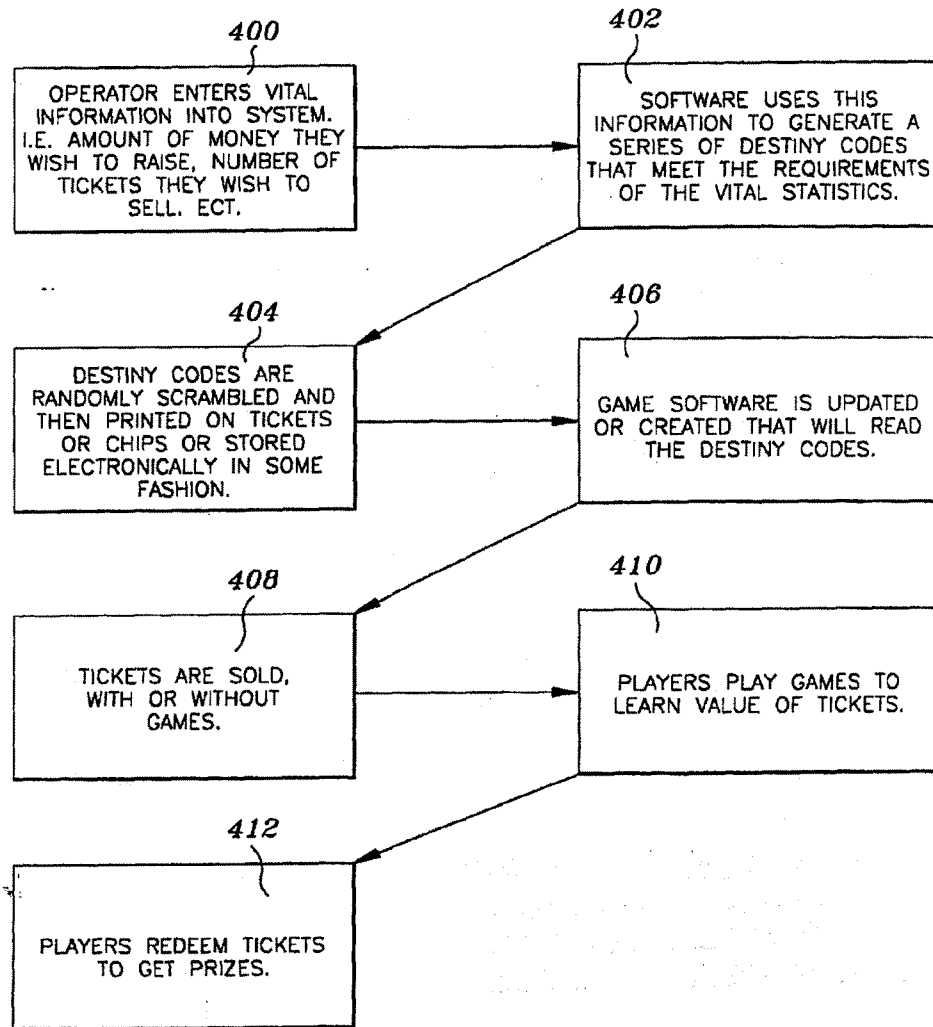 400
OPERATOR ENTERS VITAL
INFORMATION INTO SYSTEM.
I.E. AMOUNT OF MONEY THEY
WISH TO RAISE, NUMBER OF
TICKETS THEY WISH TO
SELL. ECT.
402
SOFTWARE USES THIS
INFORMATION TO GENERATE A
SERIES OF DESTINY CODES
THAT MEET THE REQUIREMENTS
OF THE VITAL STATISTICS.
404
DESTINY CODES ARE
RANDOMLY SCRAMBLED AND
THEN PRINTED ON TICKETS
OR CHIPS OR STORED
ELECTRONICALLY IN SOME
FASHION.
406
GAME SOFTWARE IS UPDATED
OR CREATED THAT WILL READ
THE DESTINY CODES.
408
TICKETS ARE SOLD,
WITH OR WITHOUT
GAMES.
410
PLAYERS PLAY GAMES TO
LEARN VALUE OF TICKETS.
412
PLAYERS REDEEM TICKETS
TO GET PRIZES.